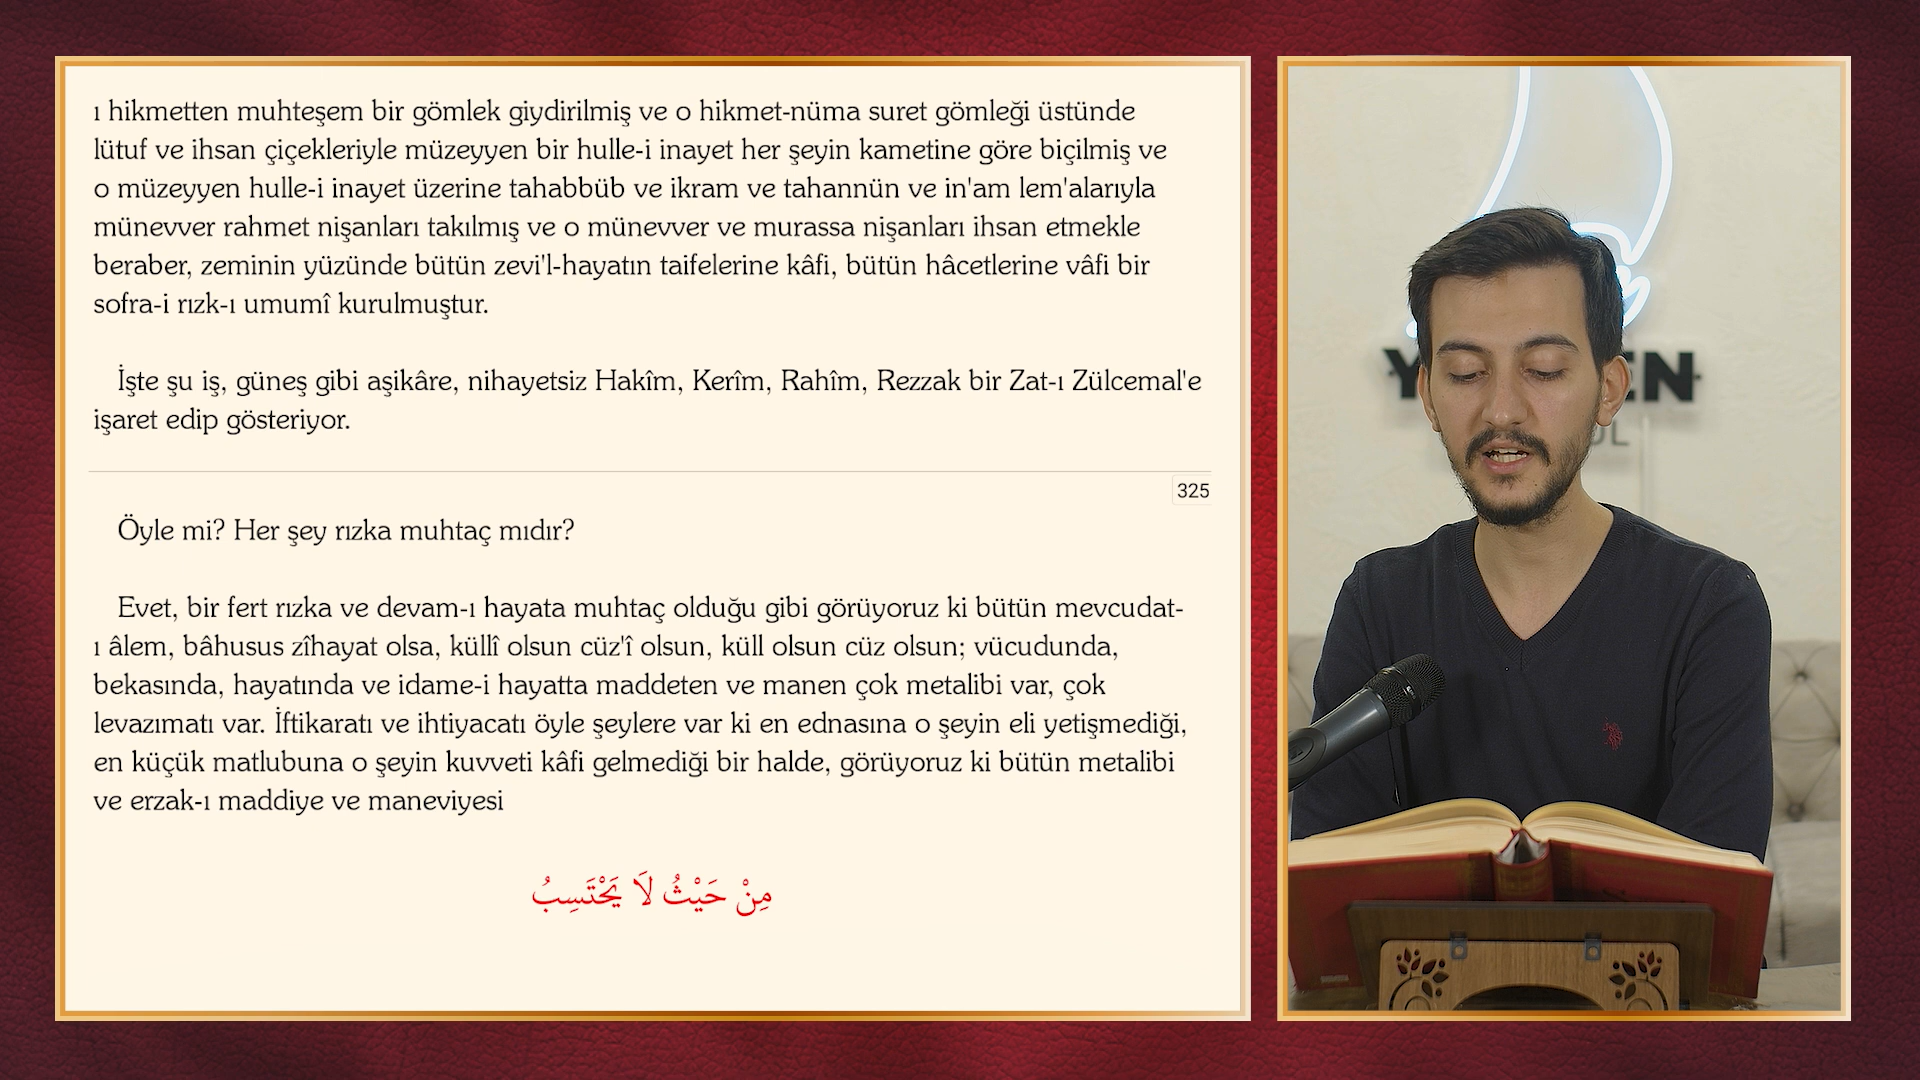 ı hikmetten muhteşem bir gömlek giydirilmiş ve o hikmet-nüma suret gömleği üstünde
lütuf ve ihsan çiçekleriyle müzeyyen bir hulle-i inayet her şeyin kametine göre biçilmiş ve
o müzeyyen hulle-i inayet üzerine tahabbüb ve ikram ve tahannün ve in'am lem'alarıyla
münevver rahmet nişanları takılmış ve o münevver ve murassa nişanları ihsan etmekle
beraber, zeminin yüzünde bütün zevi'l-hayatın taifelerine kâfi, bütün hâcetlerine vâfi bir
sofra-i rızk-ı umumî kurulmuştur.
İşte şu iş, güneş gibi aşikâre, nihayetsiz Hakîm, Kerîm, Rahîm, Rezzak bir Zat-ı Zülcemal'e
işaret edip gösteriyor.
325
Öyle mi? Her şey rızka muhtaç mıdır?
Evet, bir fert rızka ve devam-ı hayata muhtaç olduğu gibi görüyoruz ki bütün mevcudat-
ı âlem, bâhusus zîhayat olsa, küllî olsun cüz'î olsun, küll olsun cüz olsun; vücudunda,
bekasında, hayatında ve idame-i hayatta maddeten ve manen çok metalibi var, çok
levazımatı var. İftikaratı ve ihtiyacatı öyle şeylere var ki en ednasına o şeyin eli yetişmediği,
en küçük matlubuna o şeyin kuvveti kâfi gelmediği bir halde, görüyoruz ki bütün metalibi
ve erzak-ı maddiye ve maneviyesi
مِنْ حَيْثُ لَا يَحْتَسِبُ